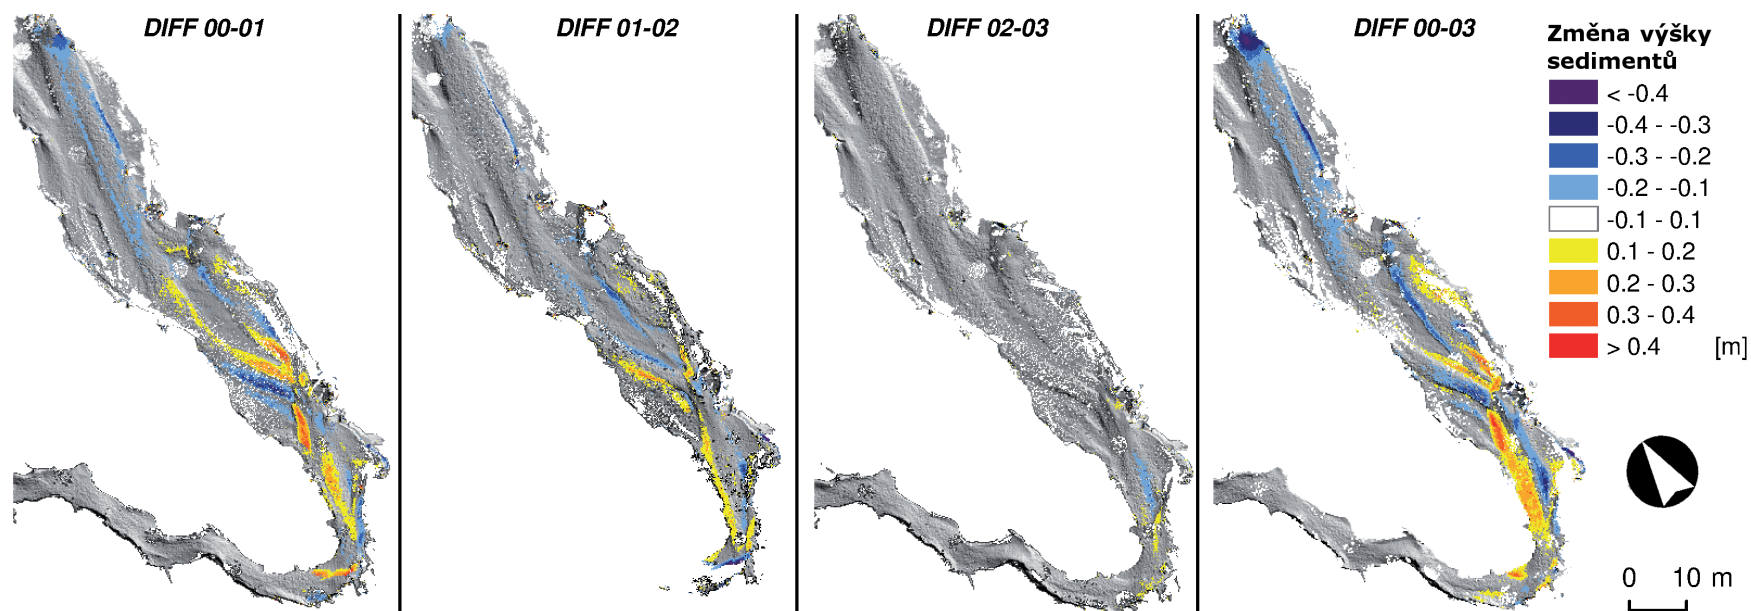 DIFF 00-01
DIFF 01-02
DIFF 02-03
DIFF 00-03
Změna výšky
sedimentů
< -0.4
-0.4 - -0.3
-0.3 - -0.2
-0.2 - -0.1
-0.1 - 0.1
0.1 - 0.2
0.2 - 0.3
0.3 - 0.4
> 0.4 [m]
0 10 m